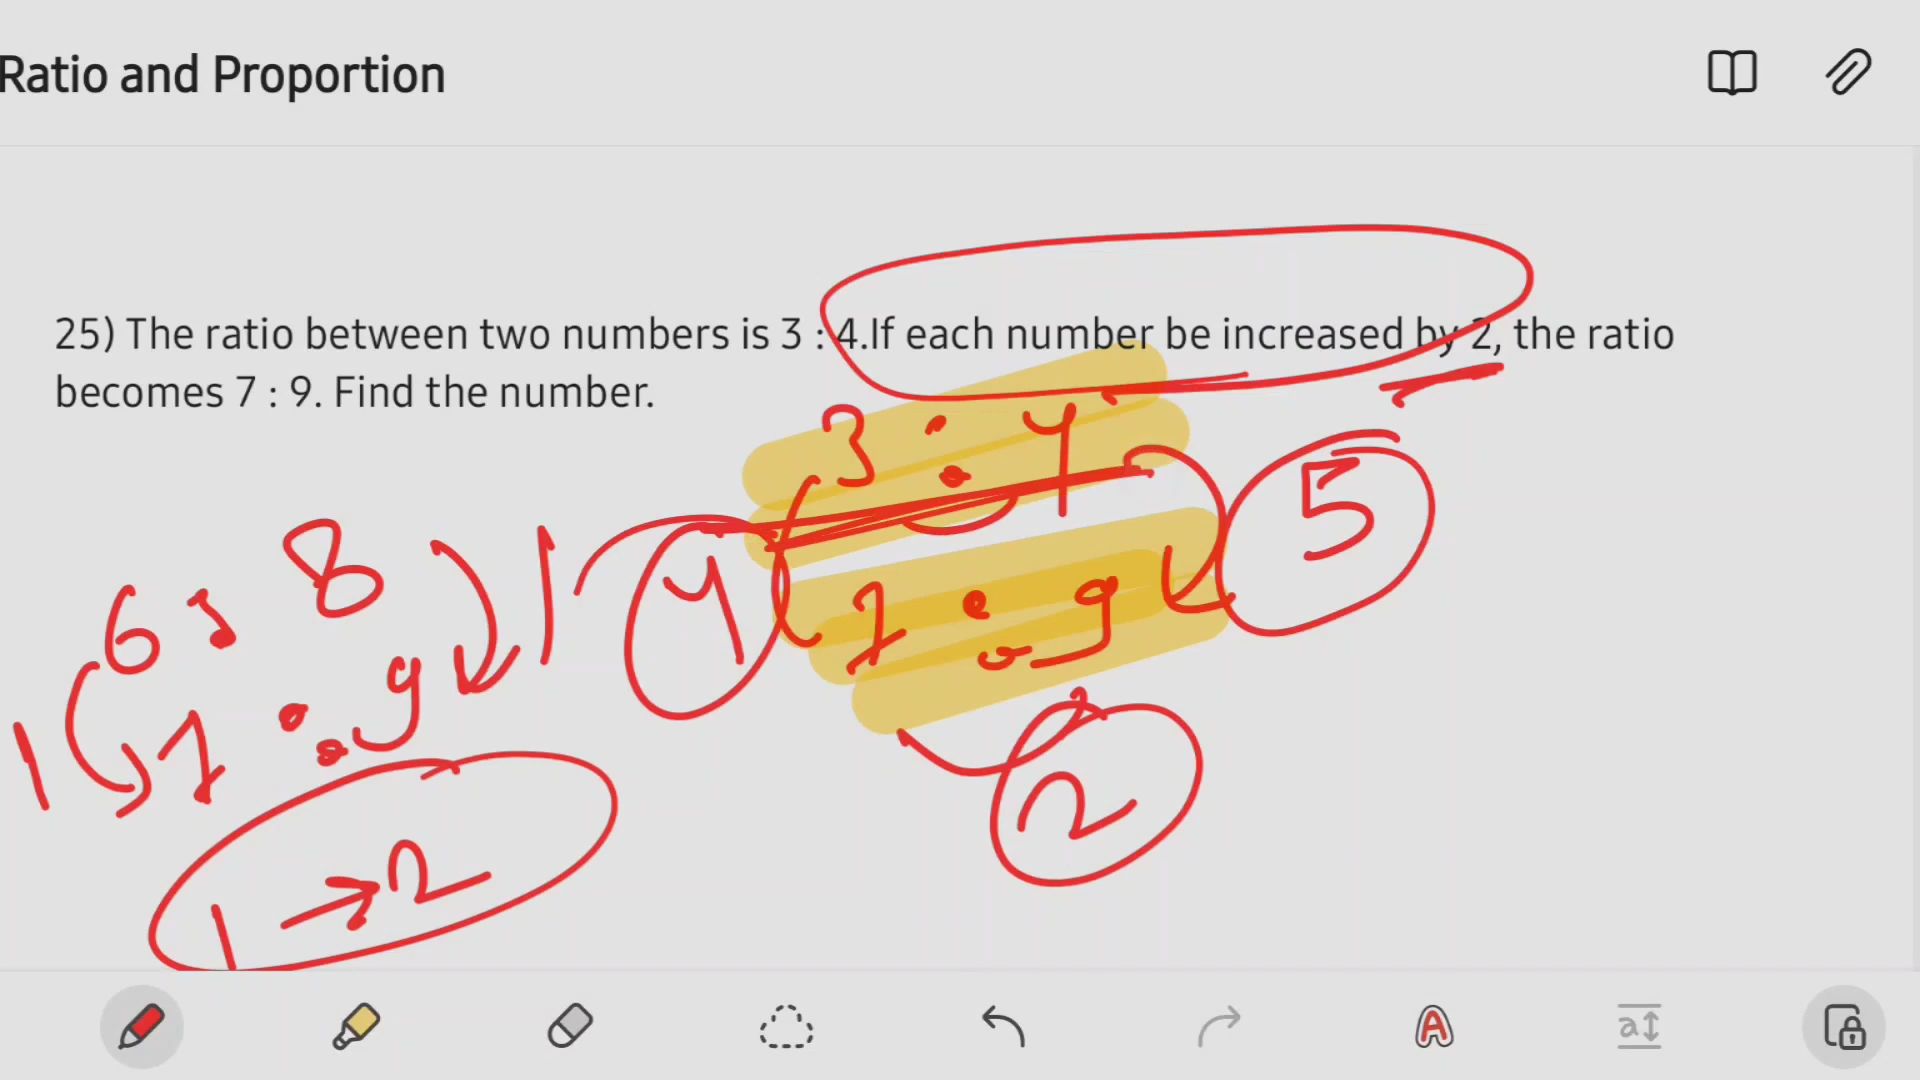 Ratio and Proportion
25) The ratio between two numbers is 3 : 4.If each number be increased by 2, the ratio
becomes 7 : 9. Find the number.
3 : 4
4 7 : 9 5
2
6 : 8
1 7 : 9 1
1 → 2
A
a